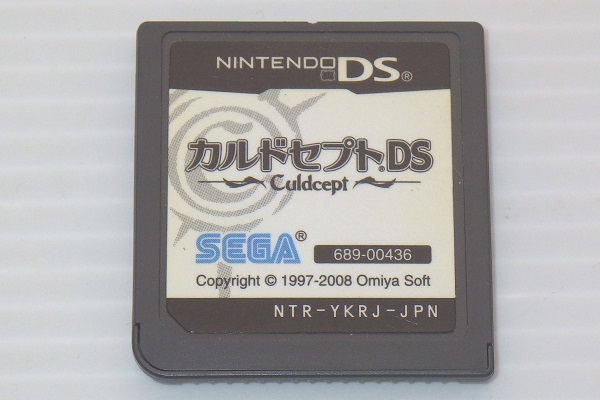 NINTENDO DS®
カルドセプトDS
Culdcept
SEGA® 689-00436
Copyright © 1997-2008 Omiya Soft
NTR-YKRJ-JPN